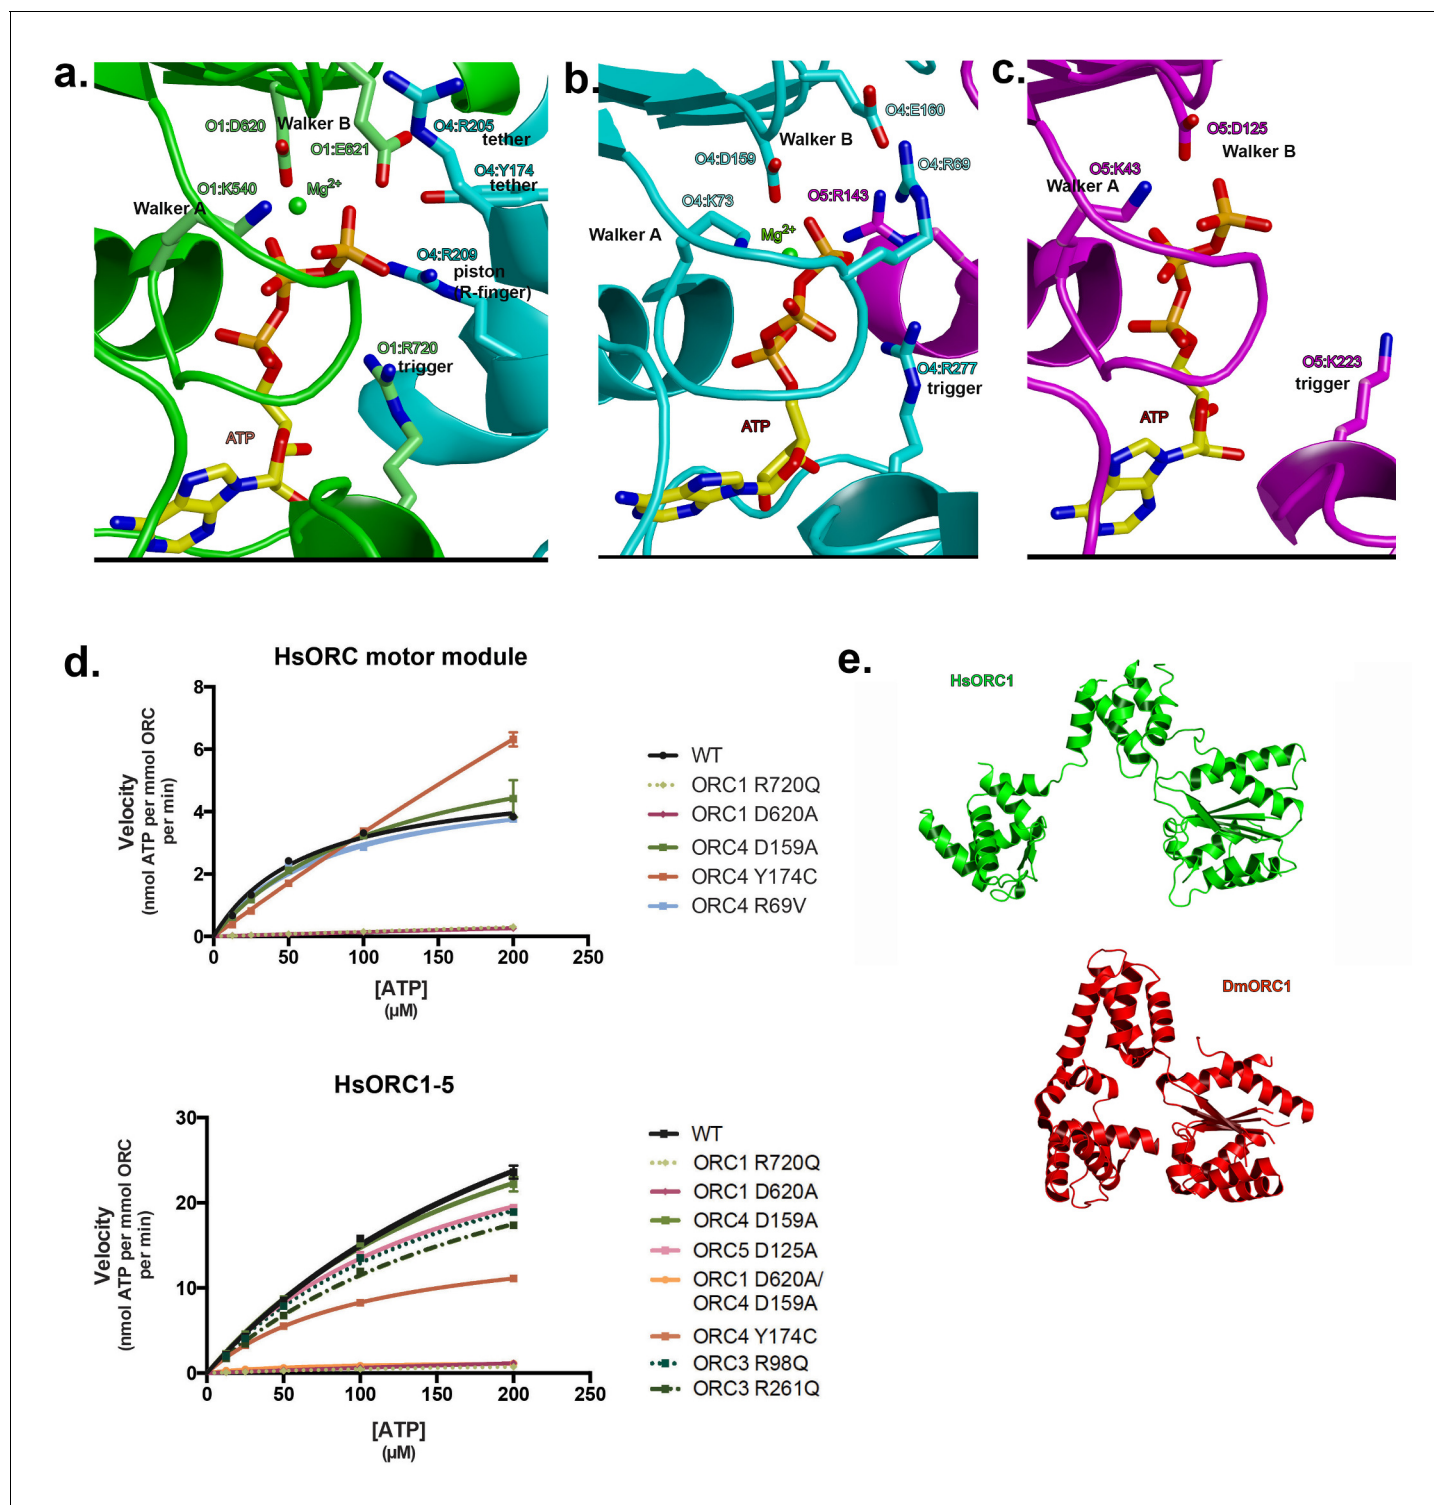 a.
O1:D620
Walker B
O1:E621
O4:R205
tether
O4:Y174
tether
O1:K540
Mg2+
Walker A
O4:R209
piston
(R-finger)
O1:R720
trigger
ATP
b.
O4:E160
Walker B
O4:D159
O4:R69
O4:K73
O5:R143
Walker A
Mg2+
O4:R277
trigger
ATP
c.
O5:D125
Walker B
O5:K43
Walker A
O5:K223
trigger
ATP
d.
HsORC motor module
Velocity
(nmol ATP per mmol ORC
per min)
8
6
4
2
0
0 50 100 150 200 250
[ATP]
(µM)
WT
ORC1 R720Q
ORC1 D620A
ORC4 D159A
ORC4 Y174C
ORC4 R69V
HsORC1-5
Velocity
(nmol ATP per mmol ORC
per min)
30
20
10
0
0 50 100 150 200 250
[ATP]
(µM)
WT
ORC1 R720Q
ORC1 D620A
ORC4 D159A
ORC5 D125A
ORC1 D620A/
ORC4 D159A
ORC4 Y174C
ORC3 R98Q
ORC3 R261Q
e.
HsORC1
DmORC1